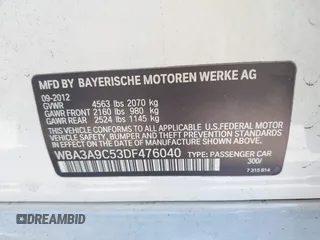 MFD BY BAYERISCHE MOTOREN WERKE AG
09-2012
GVWR 4563 lbs 2070 kg
GAWR FRONT 2160 lbs 980 kg
GAWR REAR 2524 lbs 1145 kg
THIS VEHICLE CONFORMS TO ALL APPLICABLE
FEDERAL MOTOR VEHICLE SAFETY,
BUMPER, AND THEFT PREVENTION STANDARDS
IN EFFECT ON THE DATE OF MANUFACTURE SHOWN ABOVE.
WBA3A9C53DF476040 TYPE: PASSENGER CAR
300/
7 315 814
DREAMBID